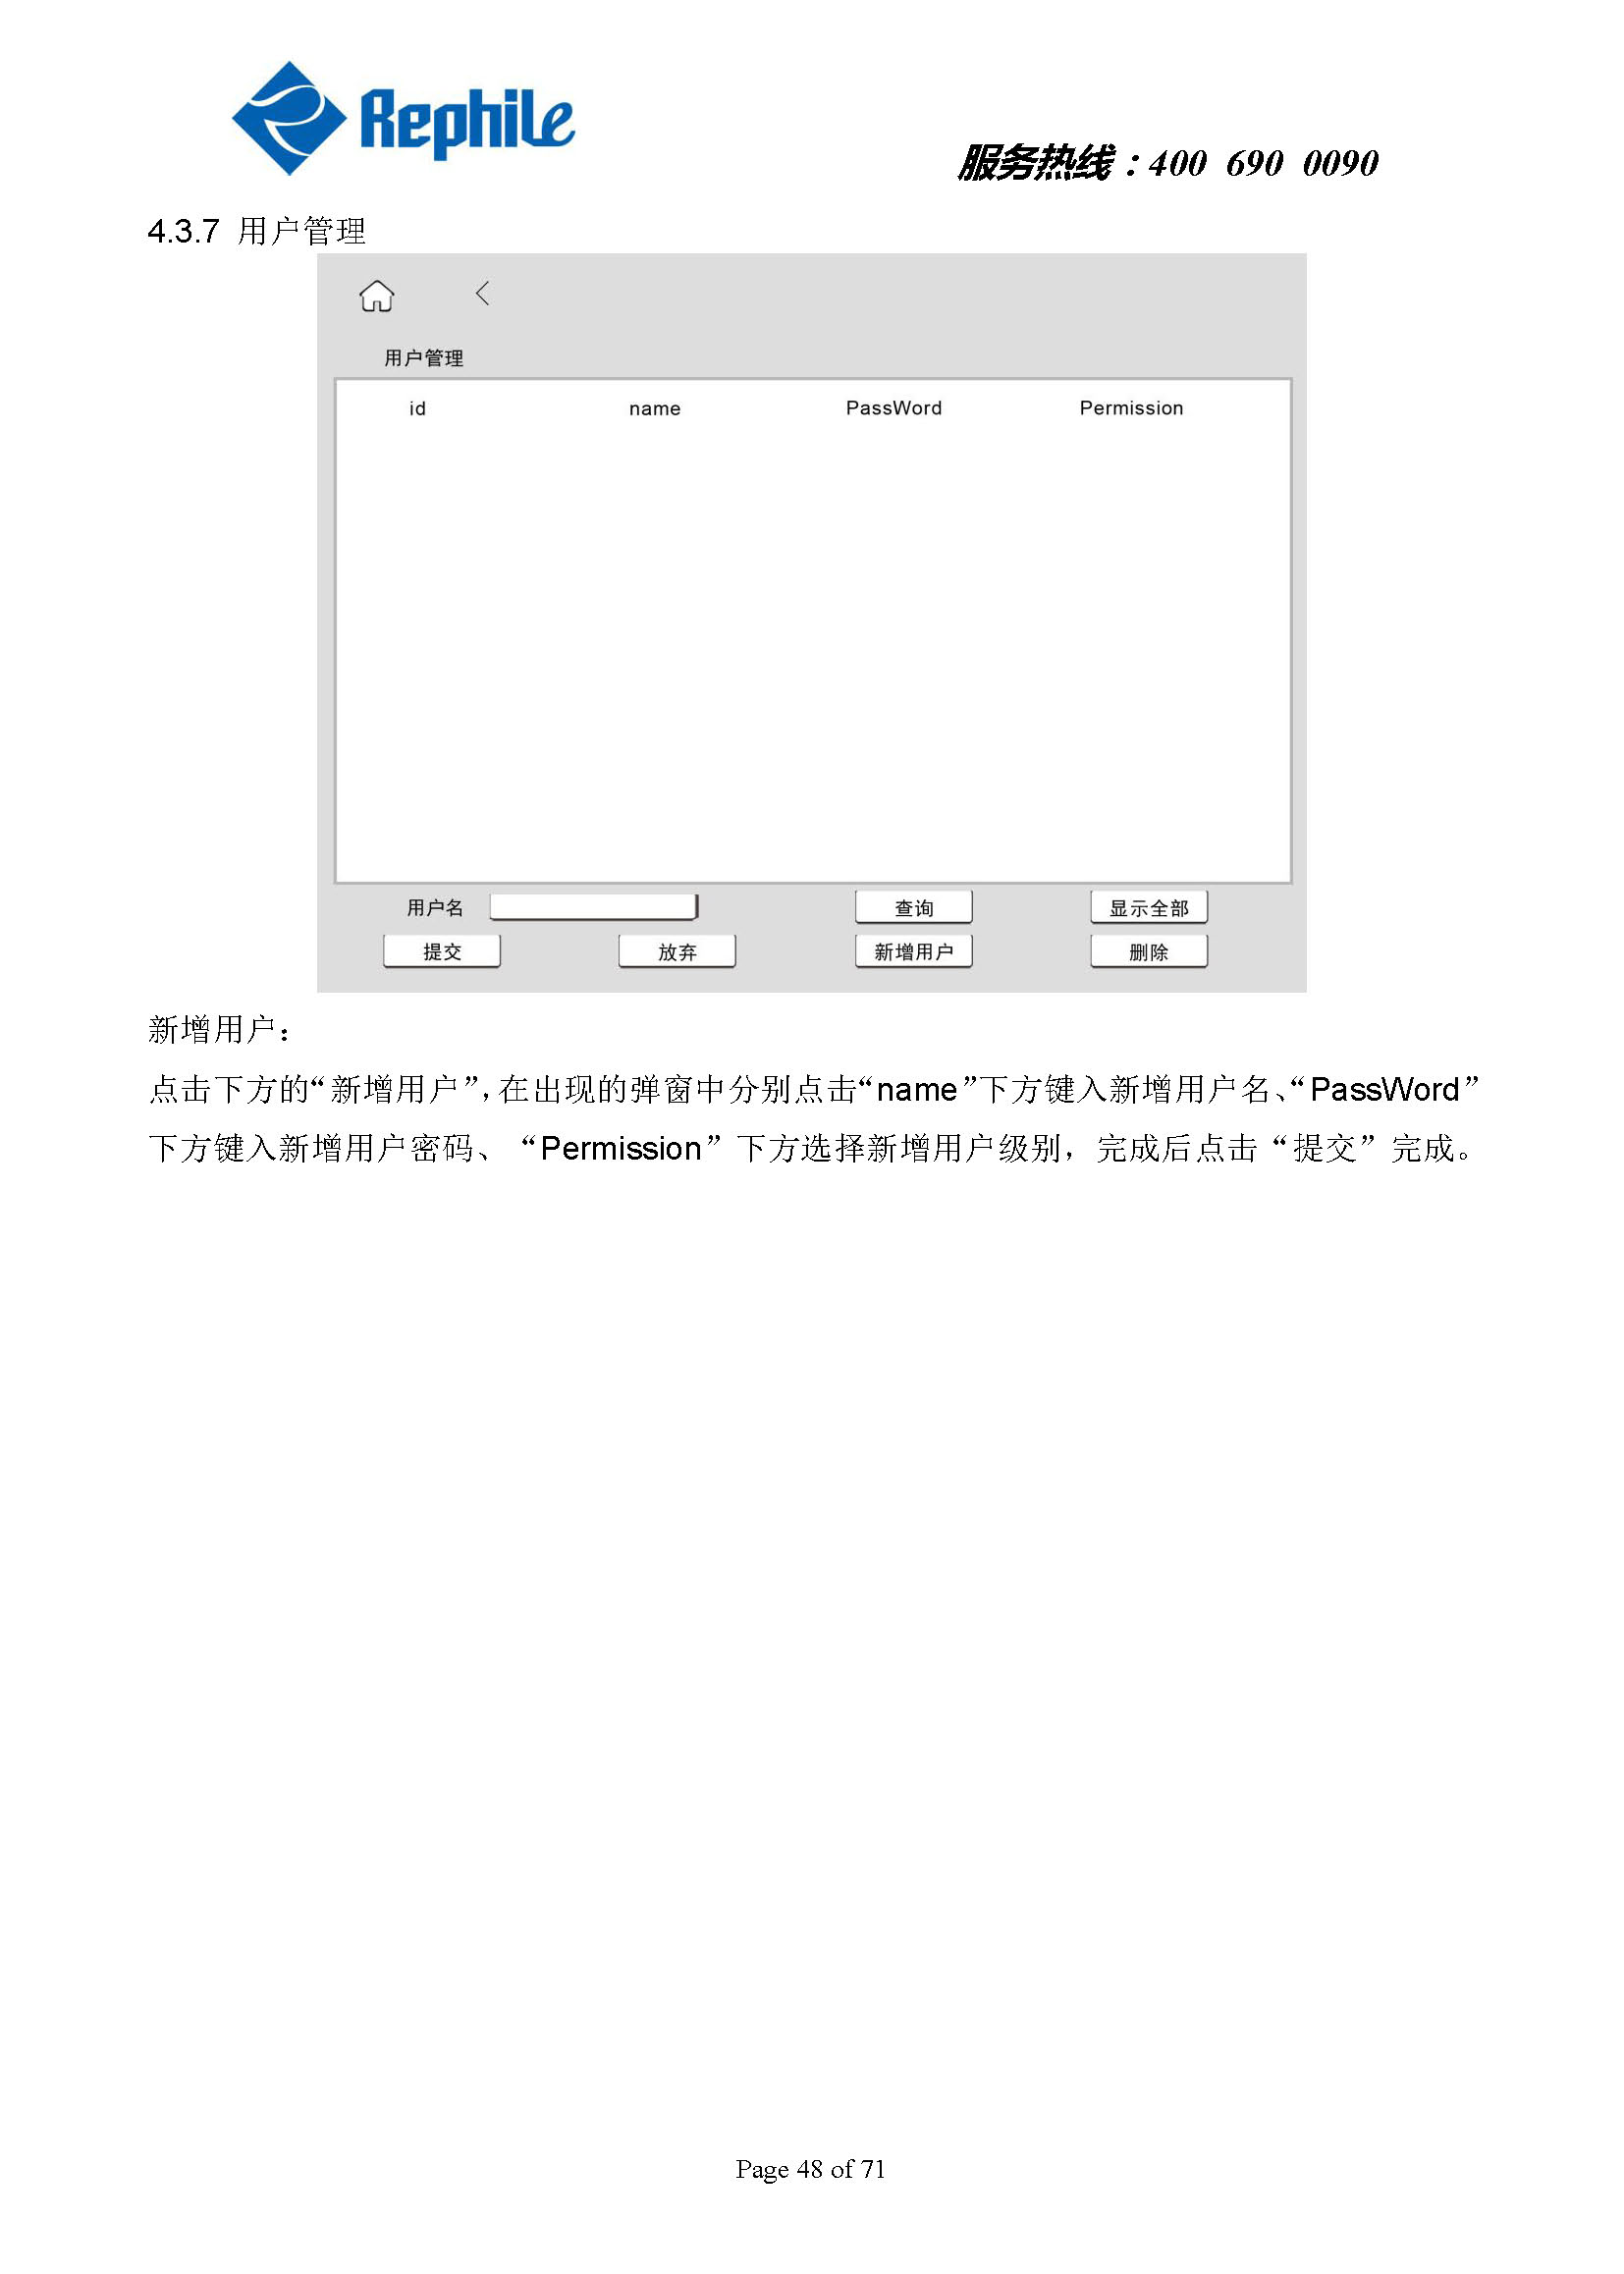 Rephile
服务热线：400 690 0090
4.3.7 用户管理
用户管理
id name PassWord Permission
用户名 查询 显示全部
提交 放弃 新增用户 删除
新增用户：
点击下方的“新增用户”，在出现的弹窗中分别点击“name”下方键入新增用户名、“PassWord”
下方键入新增用户密码、“Permission”下方选择新增用户级别，完成后点击“提交”完成。
Page 48 of 71